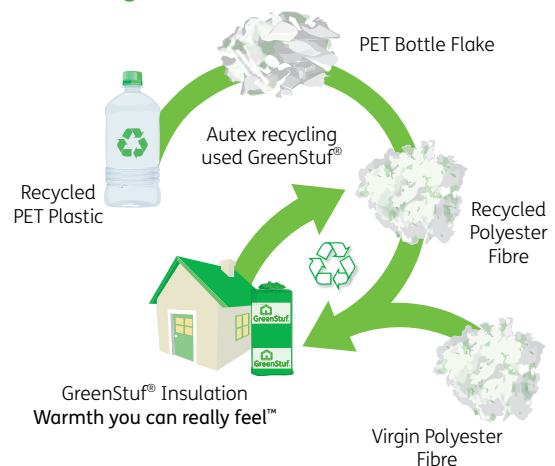 PET Bottle Flake
Autex recycling
used GreenStuf®
Recycled
PET Plastic
Recycled
Polyester
Fibre
GreenStuf
GreenStuf
GreenStuf® Insulation
Warmth you can really feel™
Virgin Polyester
Fibre